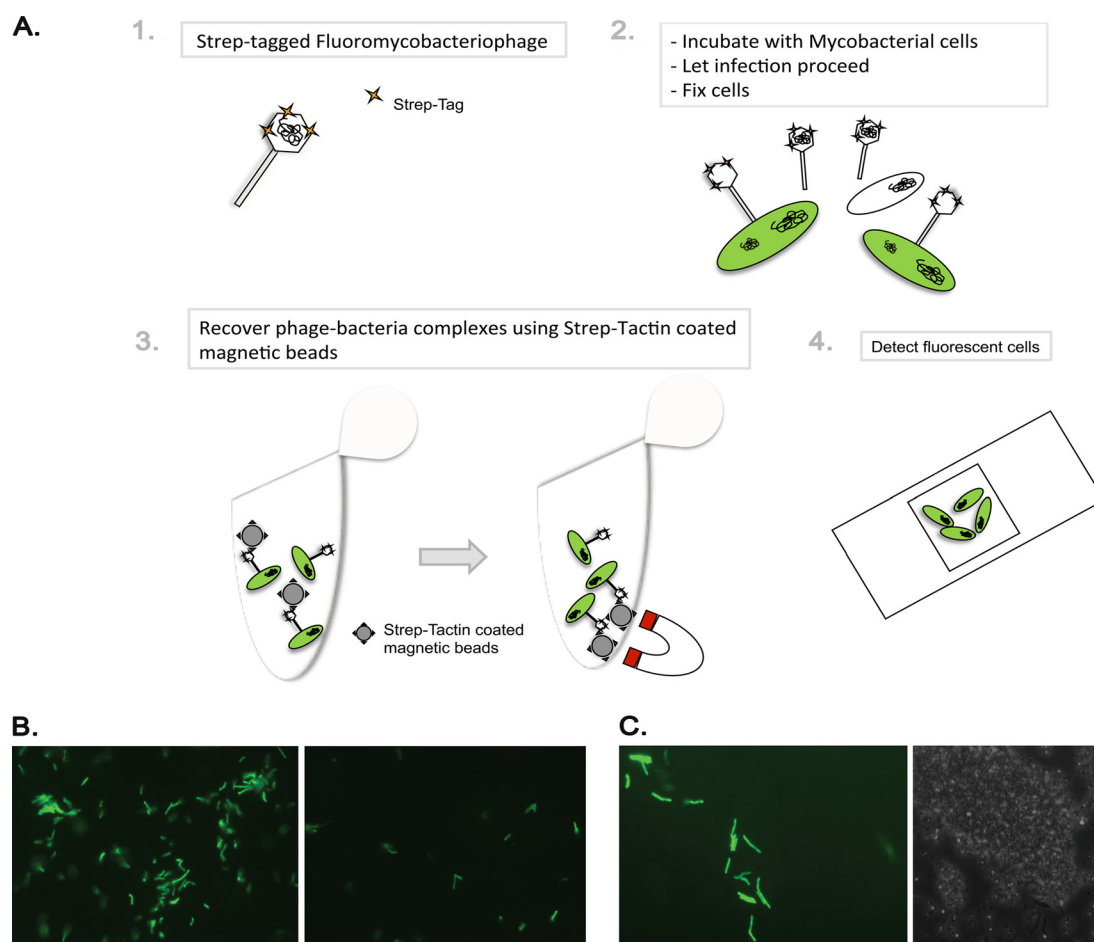 A.
1.
Strep-tagged Fluoromycobacteriophage
Strep-Tag
2.
- Incubate with Mycobacterial cells
- Let infection proceed
- Fix cells
3.
Recover phage-bacteria complexes using Strep-Tactin coated
magnetic beads
Strep-Tactin coated
magnetic beads
4.
Detect fluorescent cells
B.
C.